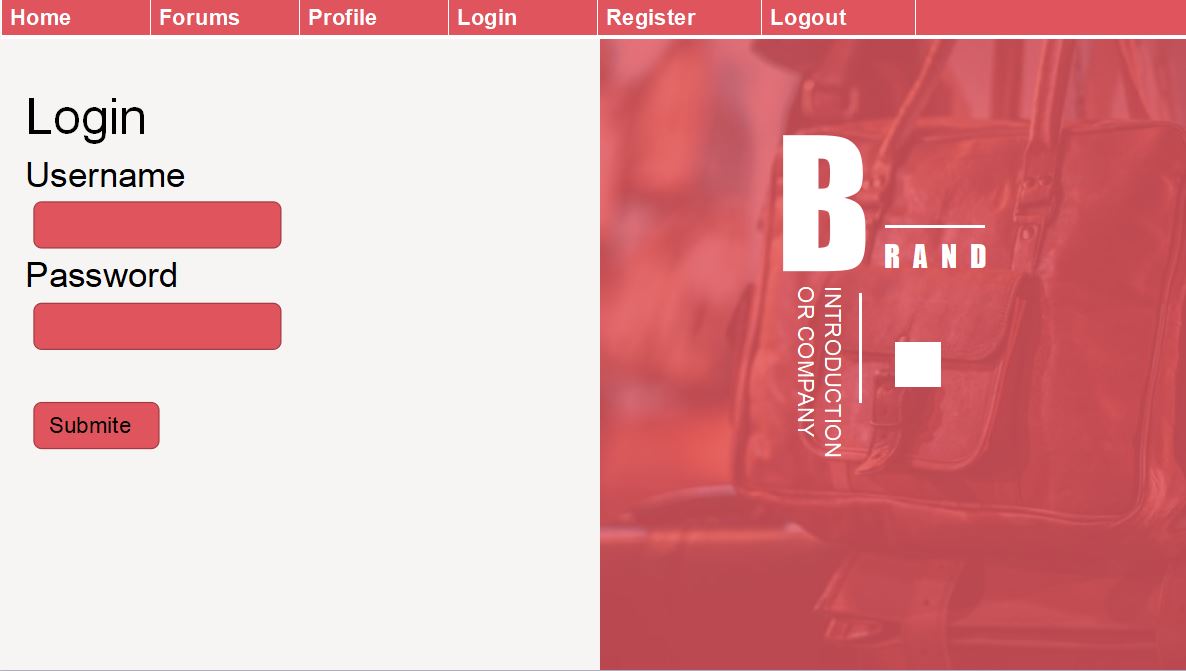 Home Forums Profile Login Register Logout
Login
Username
Password
Submite
B
RAND
INTRODUCTION
OR COMPANY